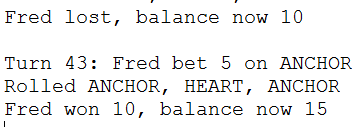 Fred lost, balance now 10
Turn 43: Fred bet 5 on ANCHOR
Rolled ANCHOR, HEART, ANCHOR
Fred won 10, balance now 15